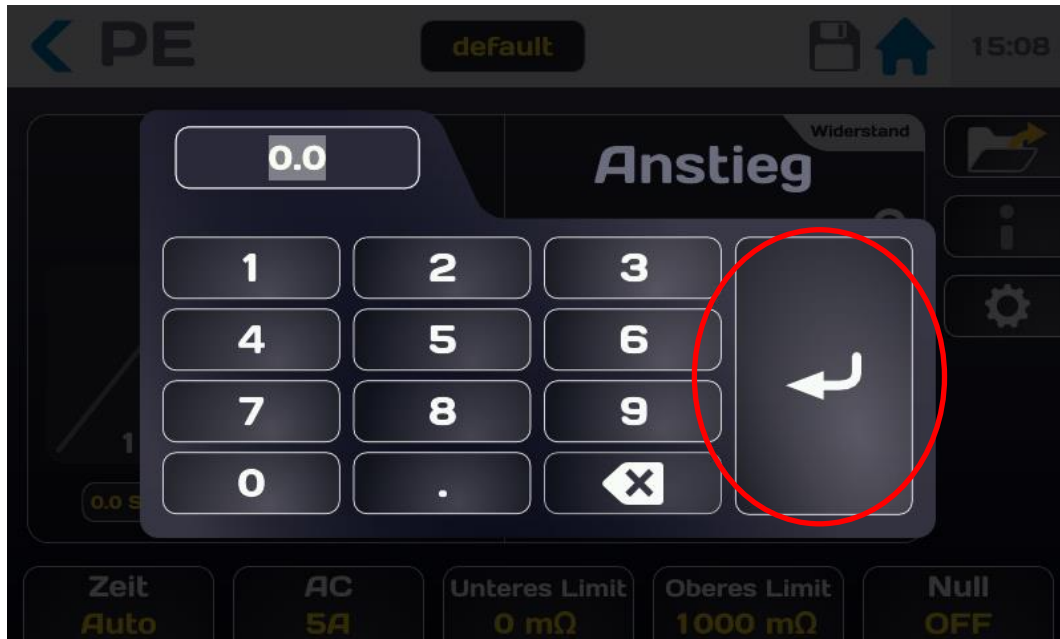 PE
default
15:08
0.0
Widerstand
Anstieg
1 2 3
4 5 6
7 8 9
0 .
1
0.0 S
Zeit
Auto
AC
5A
Unteres Limit
0 mΩ
Oberes Limit
1000 mΩ
Null
OFF